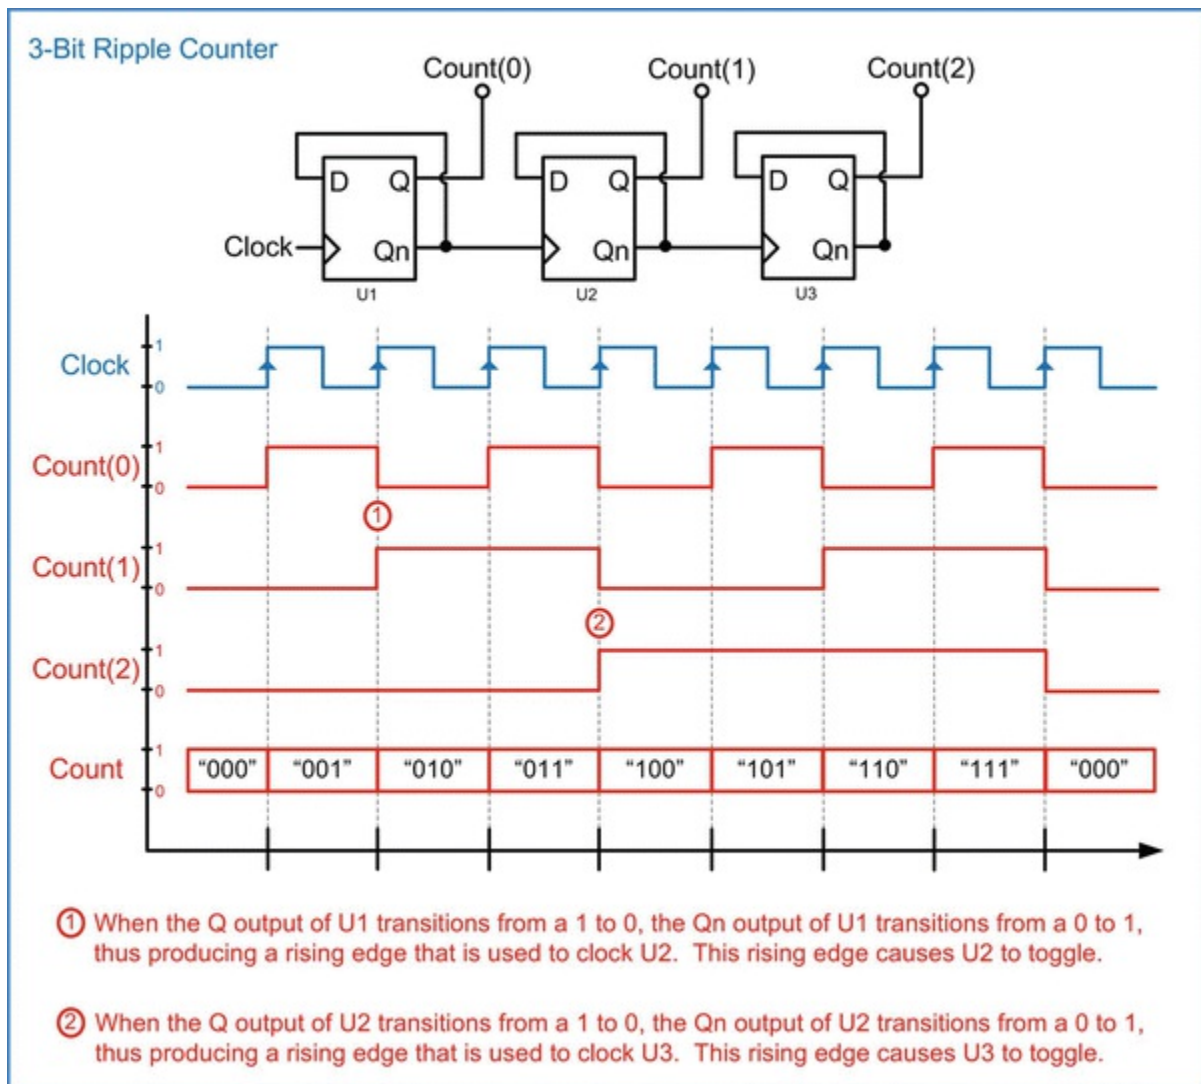 3-Bit Ripple Counter
Count(0) Count(1) Count(2)
D Q D Q D Q
Clock Qn Qn Qn
U1 U2 U3
1
Clock
0
1
Count(0)
0
①
1
Count(1)
0
②
1
Count(2)
0
1
Count “000” “001” “010” “011” “100” “101” “110” “111” “000”
0
① When the Q output of U1 transitions from a 1 to 0, the Qn output of U1 transitions from a 0 to 1,
thus producing a rising edge that is used to clock U2. This rising edge causes U2 to toggle.
② When the Q output of U2 transitions from a 1 to 0, the Qn output of U2 transitions from a 0 to 1,
thus producing a rising edge that is used to clock U3. This rising edge causes U3 to toggle.